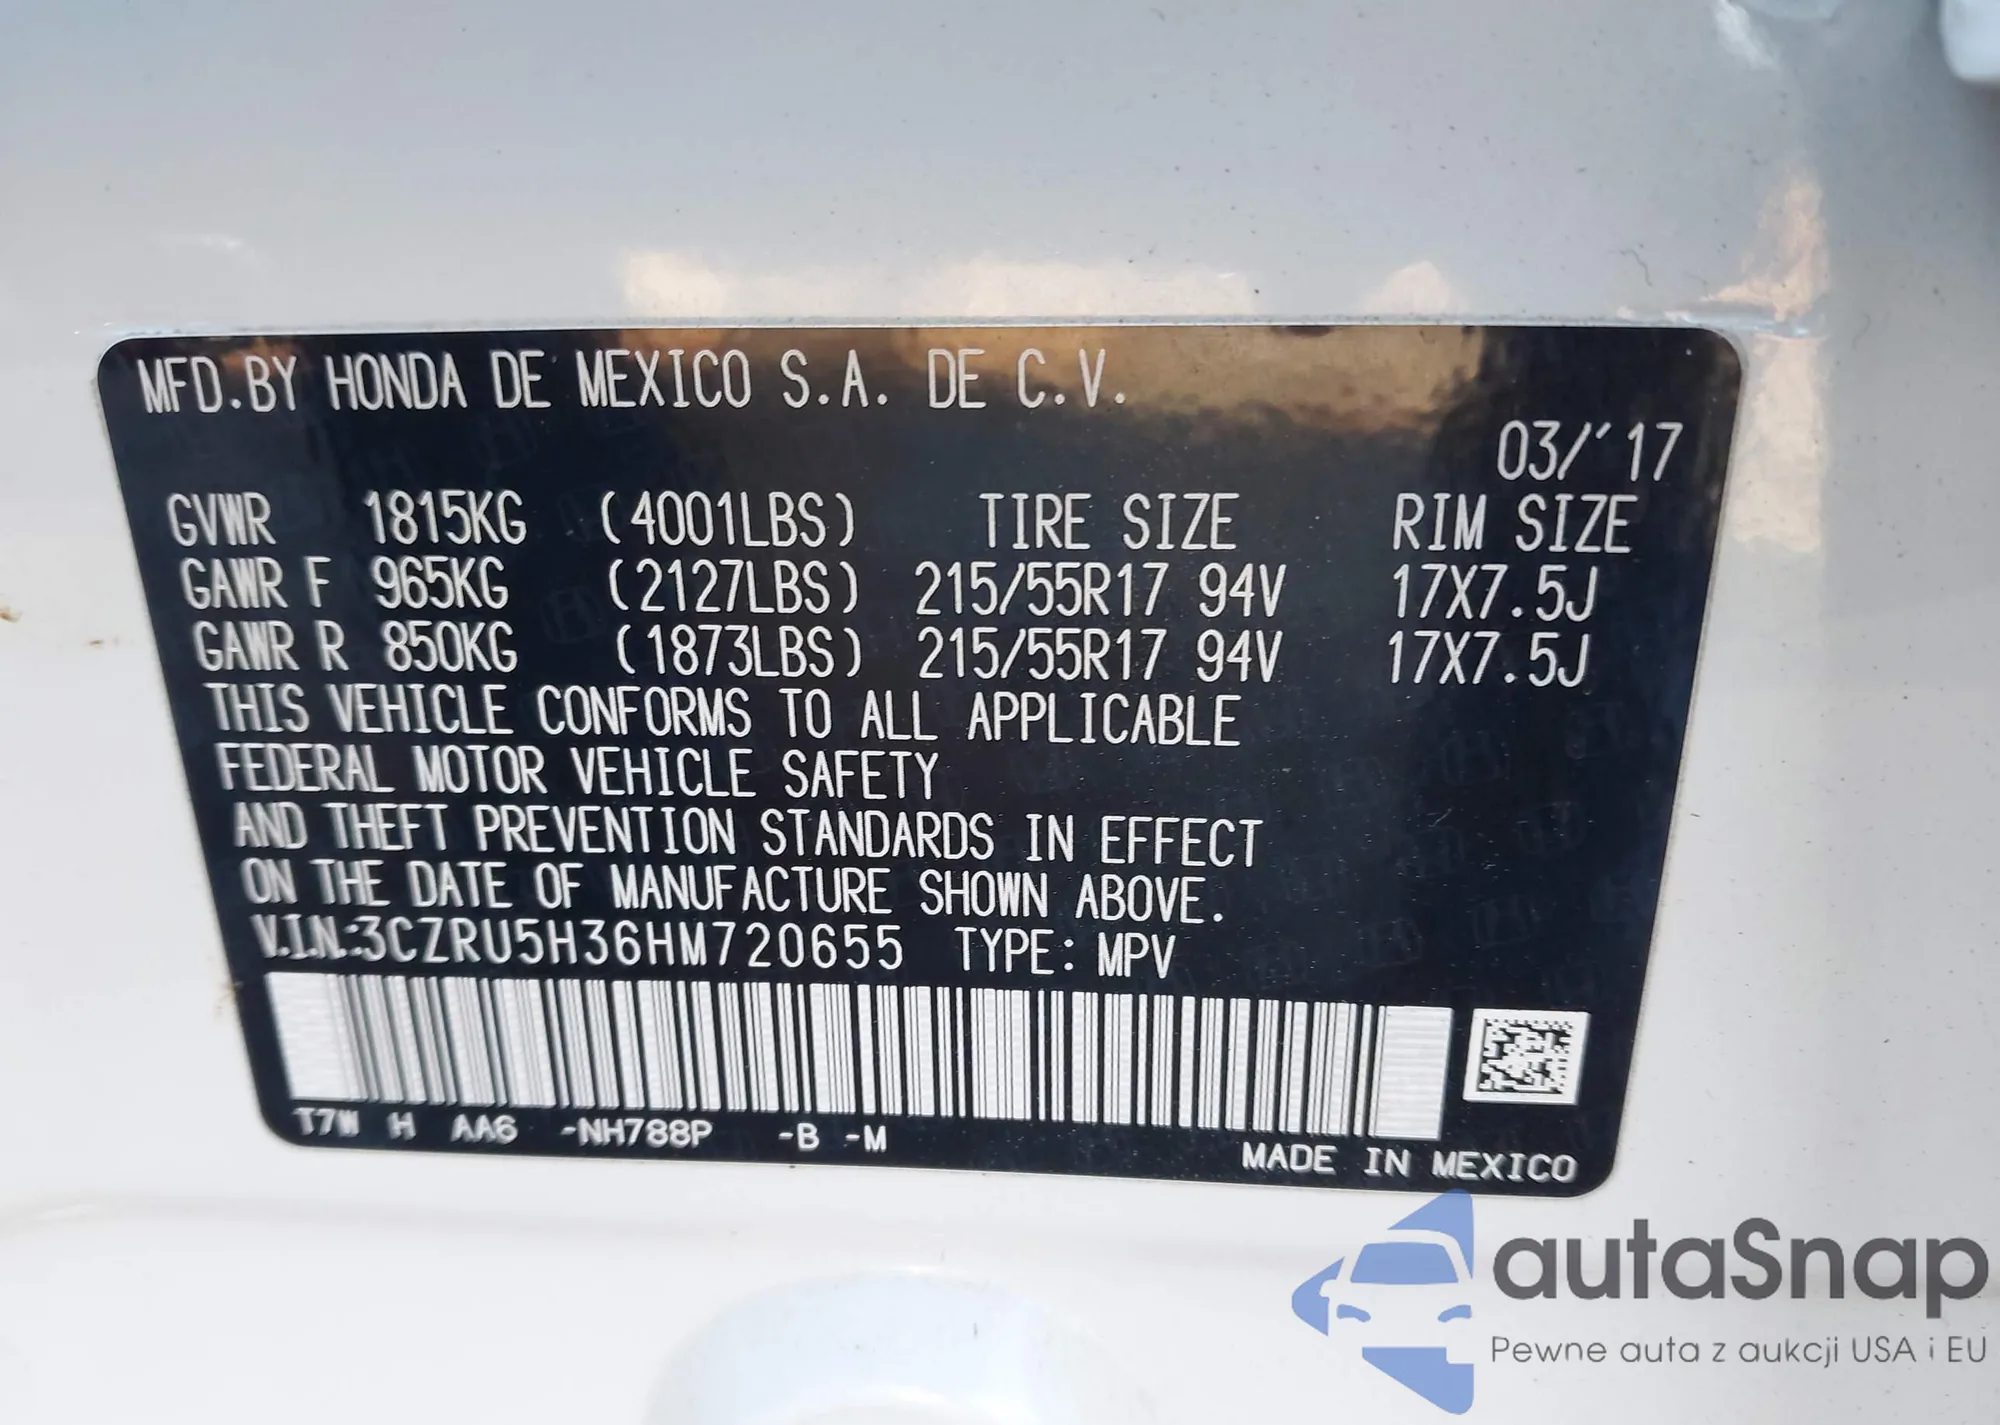 MFD.BY HONDA DE MEXICO S.A. DE C.V.
03/'17
GVWR 1815KG (4001LBS) TIRE SIZE RIM SIZE
GAWR F 965KG (2127LBS) 215/55R17 94V 17X7.5J
GAWR R 850KG (1873LBS) 215/55R17 94V 17X7.5J
THIS VEHICLE CONFORMS TO ALL APPLICABLE
FEDERAL MOTOR VEHICLE SAFETY
AND THEFT PREVENTION STANDARDS IN EFFECT
ON THE DATE OF MANUFACTURE SHOWN ABOVE.
V.I.N.:3CZRU5H36HM720655 TYPE: MPV
T7W H AA6 -NH788P -B -M
MADE IN MEXICO
autaSnap
Pewne auta z aukcji USA i EU